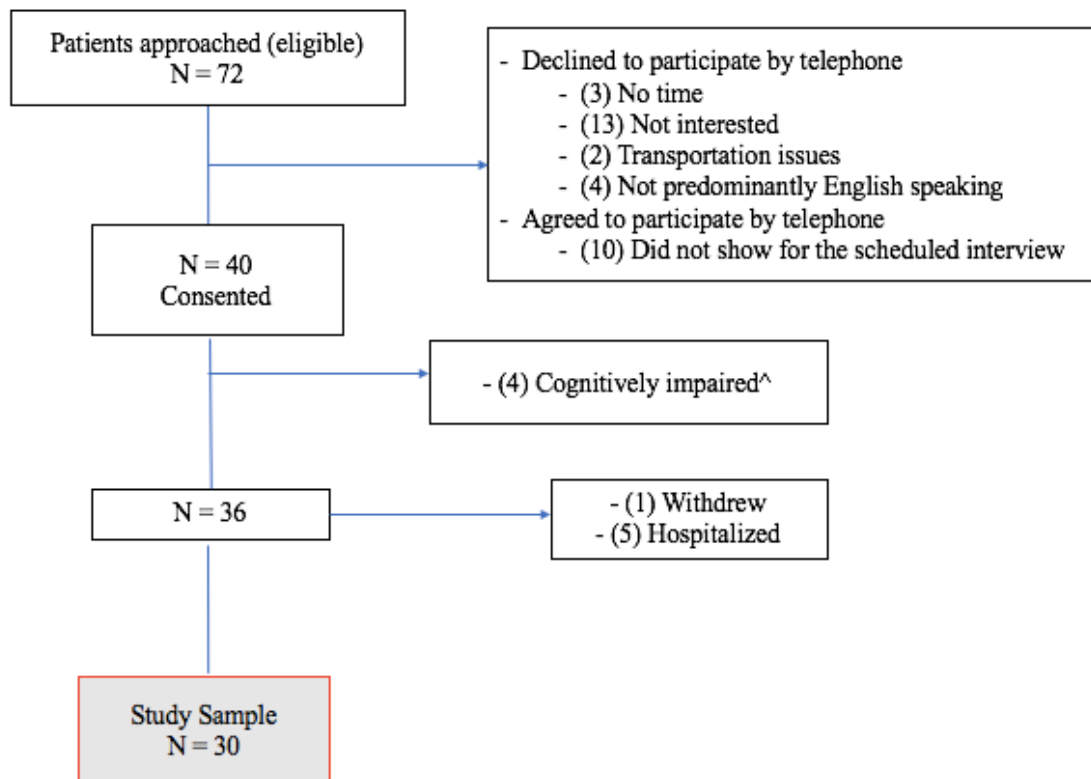 Patients approached (eligible)
N = 72
- Declined to participate by telephone
- (3) No time
- (13) Not interested
- (2) Transportation issues
- (4) Not predominantly English speaking
- Agreed to participate by telephone
- (10) Did not show for the scheduled interview
N = 40
Consented
- (4) Cognitively impaired^
N = 36
- (1) Withdrew
- (5) Hospitalized
Study Sample
N = 30